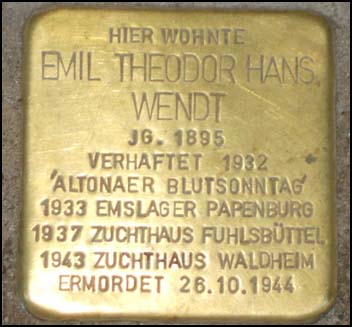 HIER WOHNTE
EMIL THEODOR HANS
WENDT
JG. 1895
VERHAFTET 1932
'ALTONAER BLUTSONNTAG'
1933 EMSLAGER PAPENBURG
1937 ZUCHTHAUS FUHLSBÜTTEL
1943 ZUCHTHAUS WALDHEIM
ERMORDET 26.10.1944